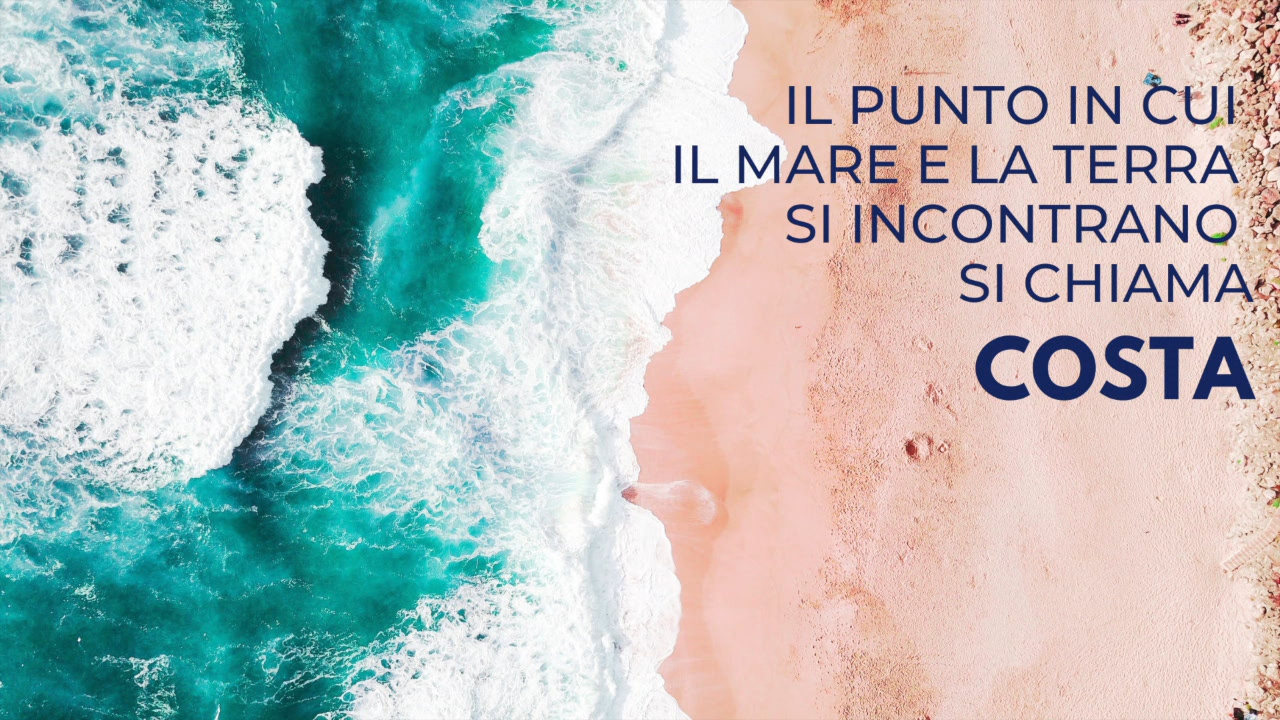 IL PUNTO IN CUI
IL MARE E LA TERRA
SI INCONTRANO
SI CHIAMA
COSTA